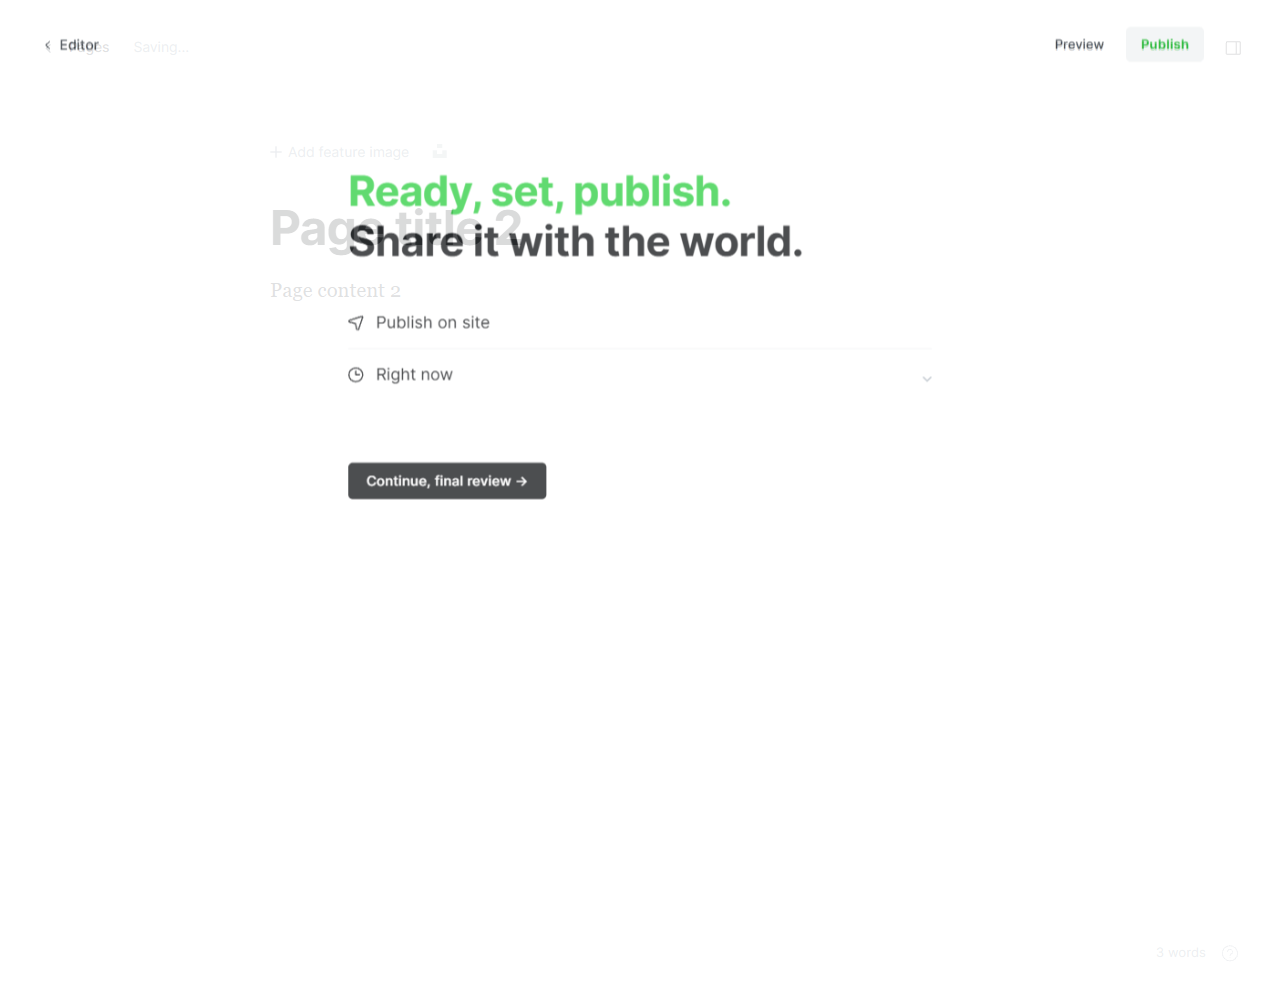 Editor
Pages
Saving...
Preview
Publish
Add feature image
Ready, set, publish.
Page title 2
Share it with the world.
Page content 2
Publish on site
Right now
Continue, final review →
3 words